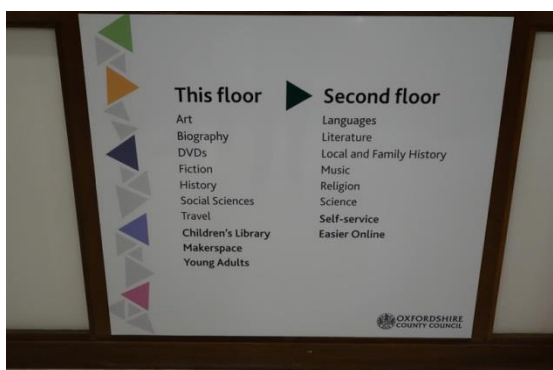 This floor
Art
Biography
DVDs
Fiction
History
Social Sciences
Travel
Children's Library
Makerspace
Young Adults
Second floor
Languages
Literature
Local and Family History
Music
Religion
Science
Self-service
Easier Online
OXFORDSHIRE
COUNTY COUNCIL